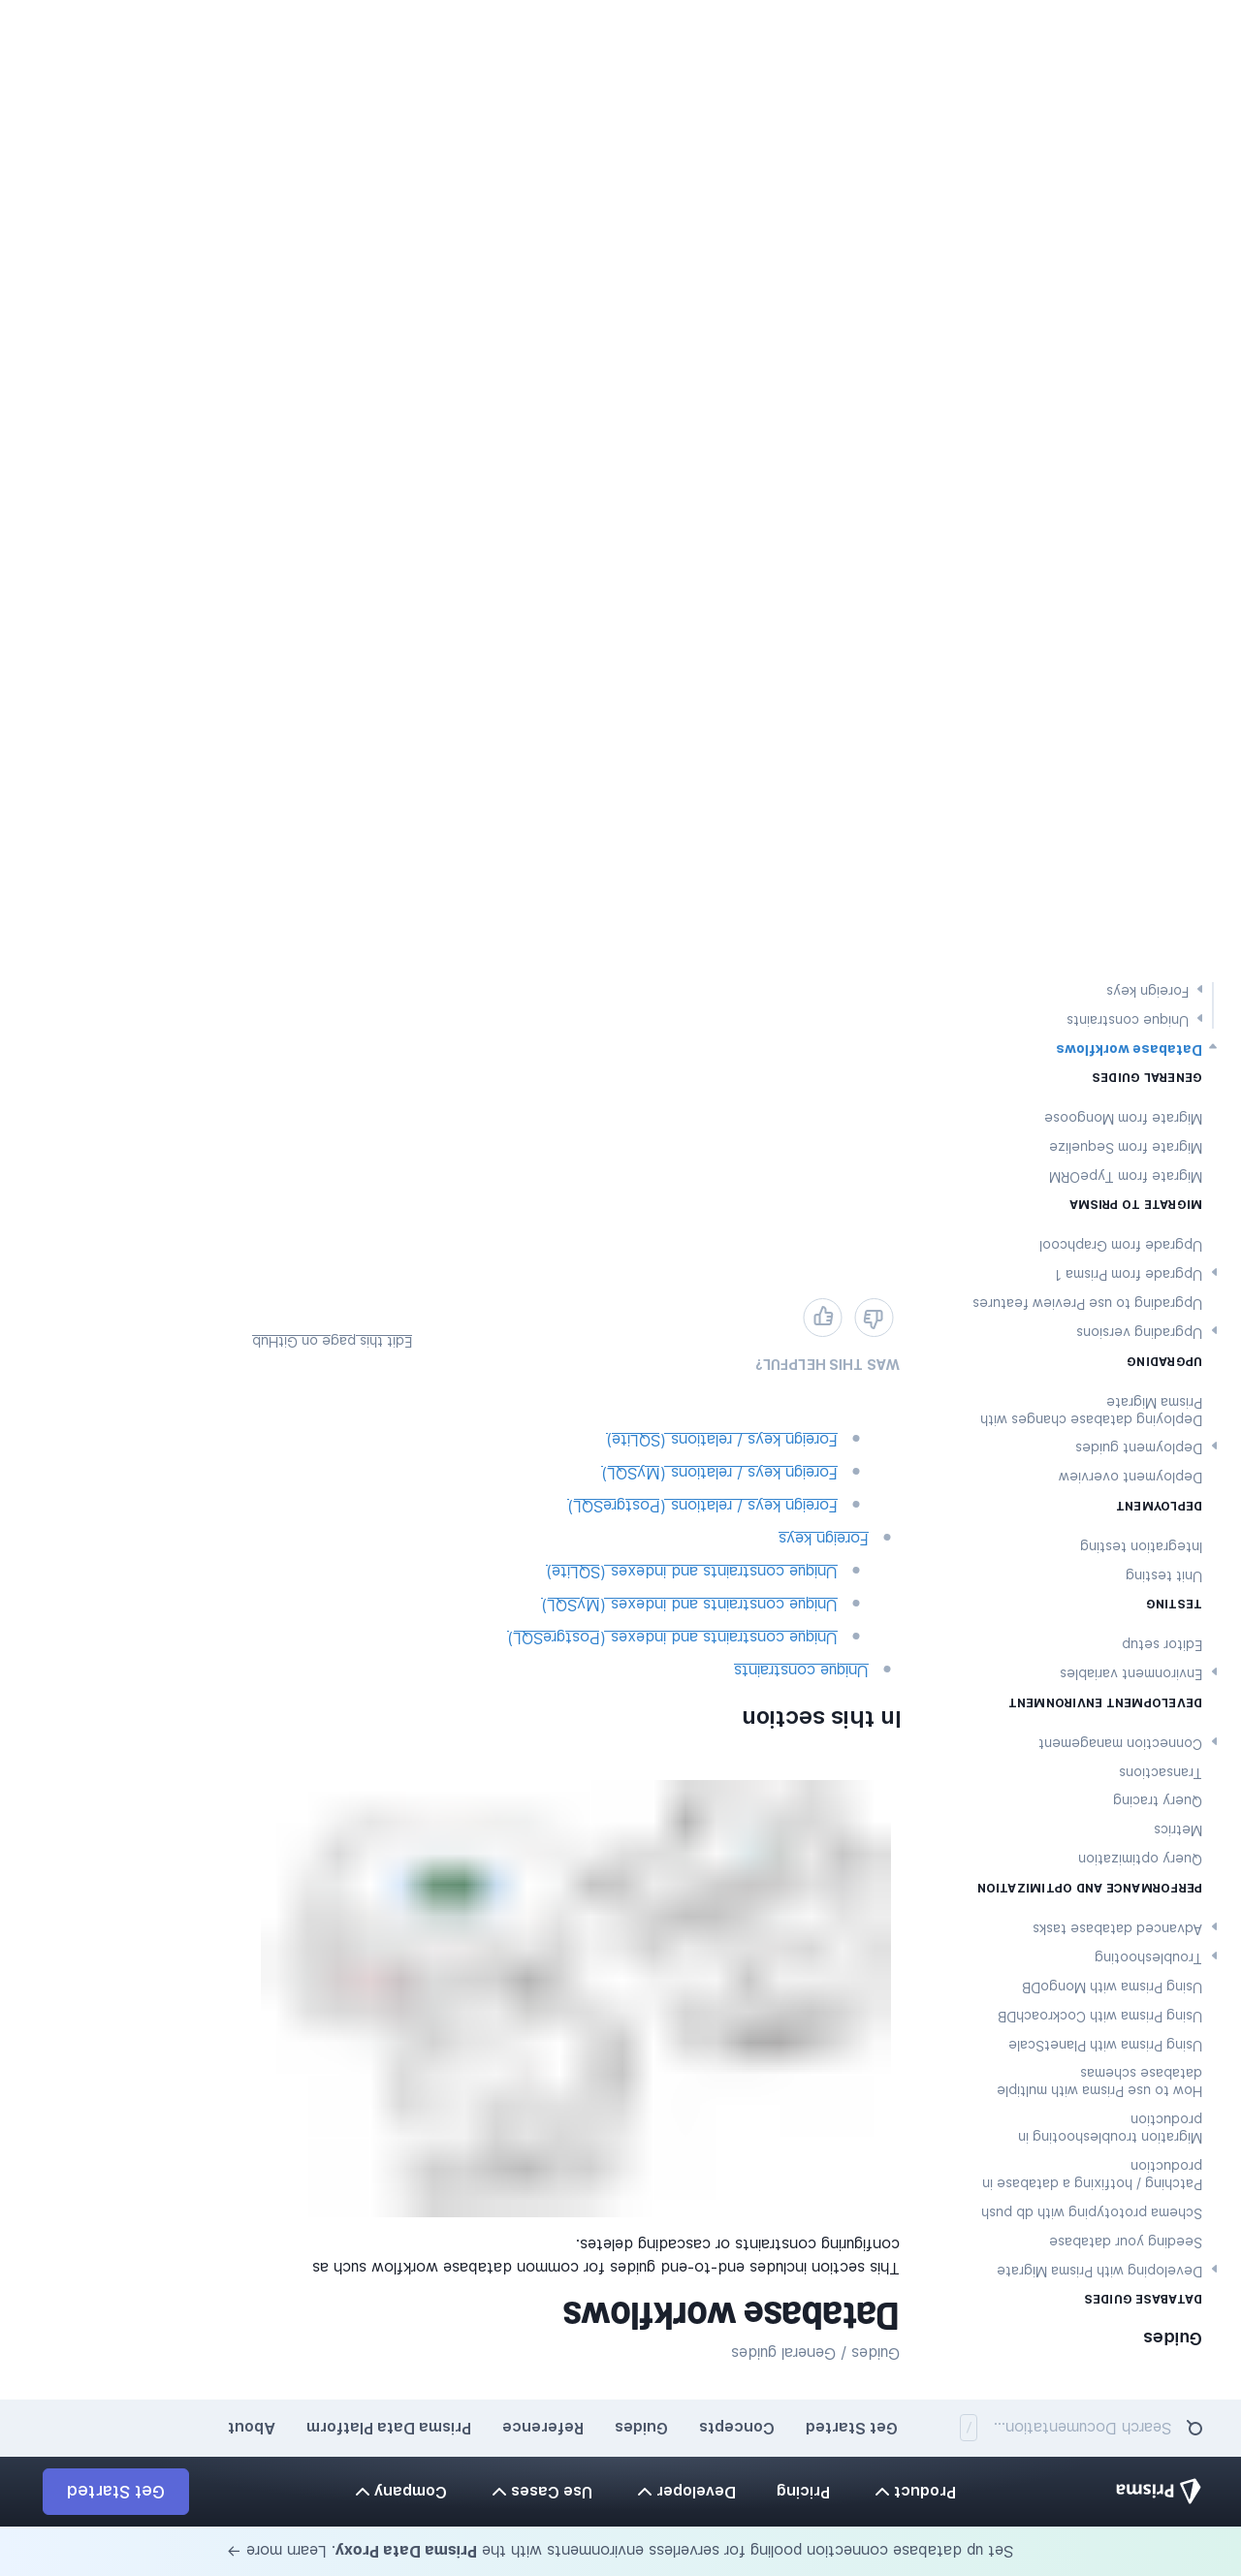 Set up database connection pooling for serverless environments with the Prisma Data Proxy. Learn more →
Prisma
Product
Pricing
Developer
Use Cases
Company
Get Started
Search Documentation...
/
Get Started
Concepts
Guides
Reference
Prisma Data Platform
About
Guides
DATABASE GUIDES
Developing with Prisma Migrate
Seeding your database
Schema prototyping with db push
Patching / hotfixing a database in
production
Migration troubleshooting in
production
How to use Prisma with multiple
database schemas
Using Prisma with PlanetScale
Using Prisma with CockroachDB
Using Prisma with MongoDB
Troubleshooting
Advanced database tasks
PERFORMANCE AND OPTIMIZATION
Query optimization
Metrics
Query tracing
Transactions
Connection management
DEVELOPMENT ENVIRONMENT
Environment variables
Editor setup
TESTING
Unit testing
Integration testing
DEPLOYMENT
Deployment overview
Deployment guides
Deploying database changes with
Prisma Migrate
UPGRADING
Upgrading versions
Upgrading to use Preview features
Upgrade from Prisma 1
Upgrade from Graphcool
MIGRATE TO PRISMA
Migrate from TypeORM
Migrate from Sequelize
Migrate from Mongoose
GENERAL GUIDES
Database workflows
Unique constraints
Foreign keys
Guides / General guides
Database workflows
This section includes end-to-end guides for common database workflow such as
configuring constraints or cascading deletes.
In this section
Unique constraints
Unique constraints and indexes (PostgreSQL)
Unique constraints and indexes (MySQL)
Unique constraints and indexes (SQLite)
Foreign keys
Foreign keys / relations (PostgreSQL)
Foreign keys / relations (MySQL)
Foreign keys / relations (SQLite)
WAS THIS HELPFUL?
Edit this page on GitHub